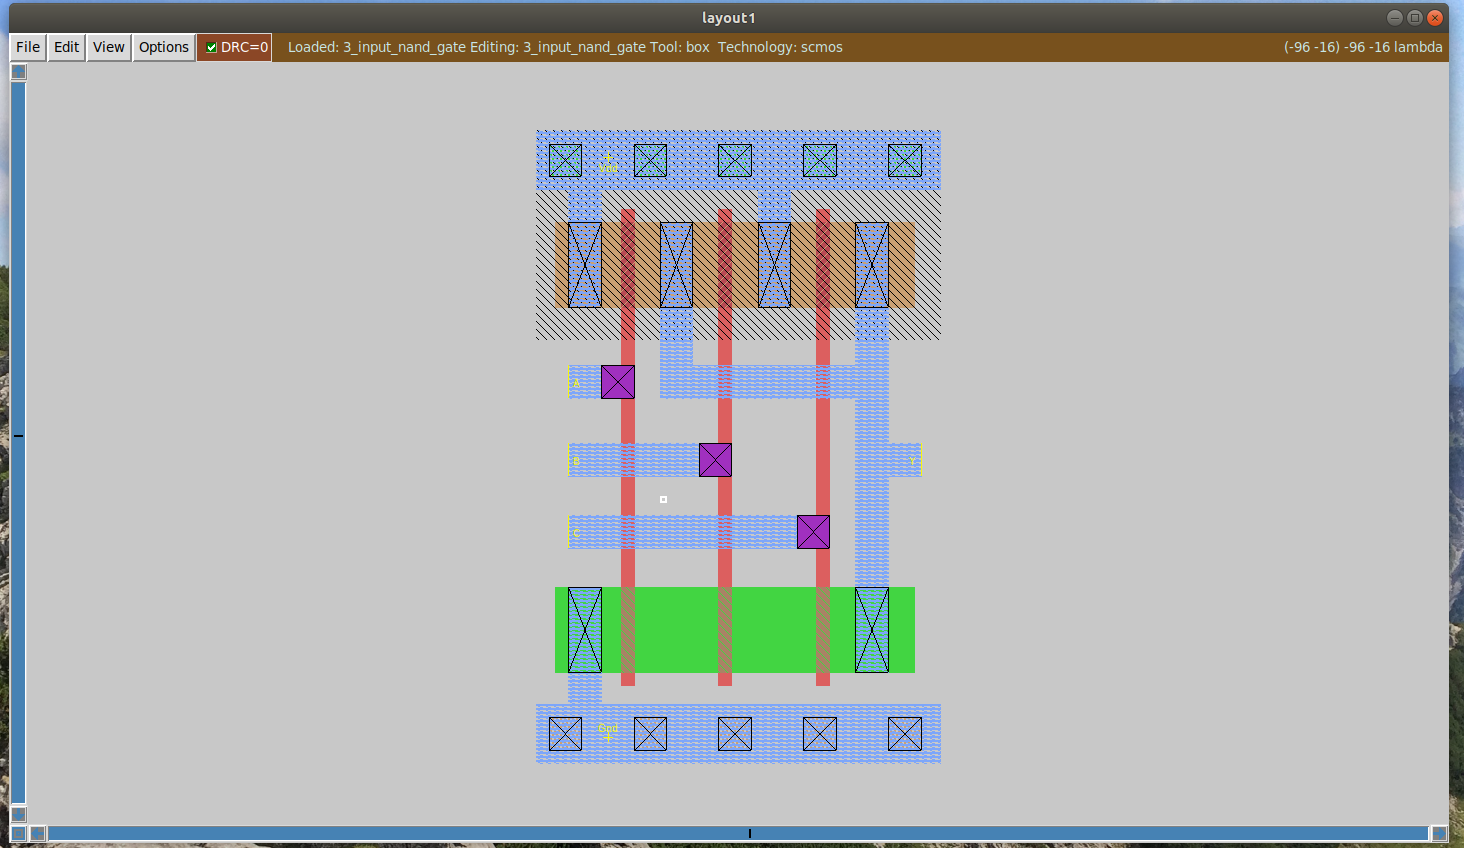 layout1
File Edit View Options DRC=0 Loaded: 3_input_nand_gate Editing: 3_input_nand_gate Tool: box Technology: scmos (-96 -16) -96 -16 lambda
A
B
Y
C
Gnd